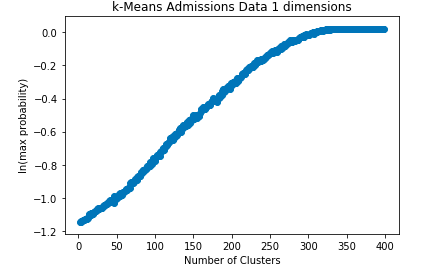 k-Means Admissions Data 1 dimensions
0.0
−0.2
−0.4
−0.6
−0.8
−1.0
−1.2
ln(max probability)
0 50 100 150 200 250 300 350 400
Number of Clusters